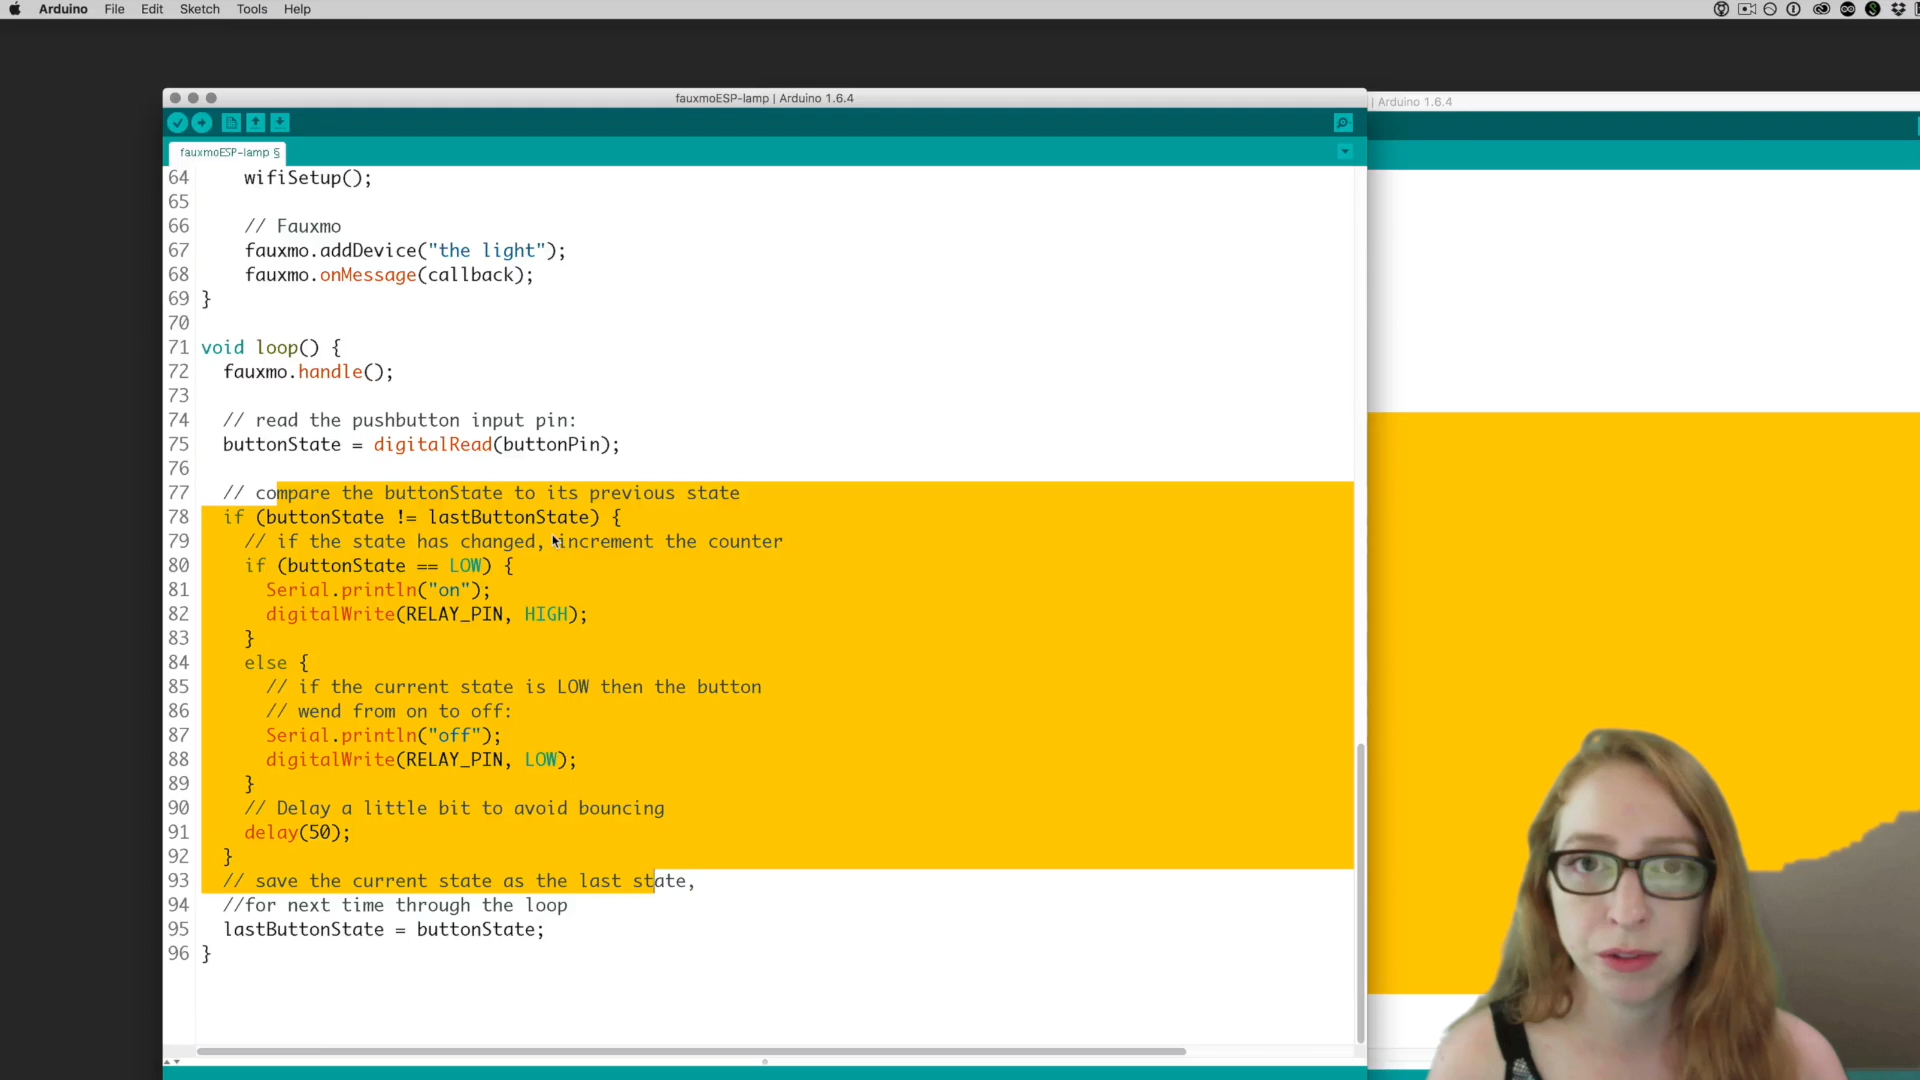 Arduino File Edit Sketch Tools Help
fauxmoESP-lamp | Arduino 1.6.4
| Arduino 1.6.4
fauxmoESP-lamp §
64 wifiSetup();
65
66 // Fauxmo
67 fauxmo.addDevice("the light");
68 fauxmo.onMessage(callback);
69 }
70
71 void loop() {
72 fauxmo.handle();
73
74 // read the pushbutton input pin:
75 buttonState = digitalRead(buttonPin);
76
77 // compare the buttonState to its previous state
78 if (buttonState != lastButtonState) {
79 // if the state has changed, increment the counter
80 if (buttonState == LOW) {
81 Serial.println("on");
82 digitalWrite(RELAY_PIN, HIGH);
83 }
84 else {
85 // if the current state is LOW then the button
86 // wend from on to off:
87 Serial.println("off");
88 digitalWrite(RELAY_PIN, LOW);
89 }
90 // Delay a little bit to avoid bouncing
91 delay(50);
92 }
93 // save the current state as the last state,
94 //for next time through the loop
95 lastButtonState = buttonState;
96 }